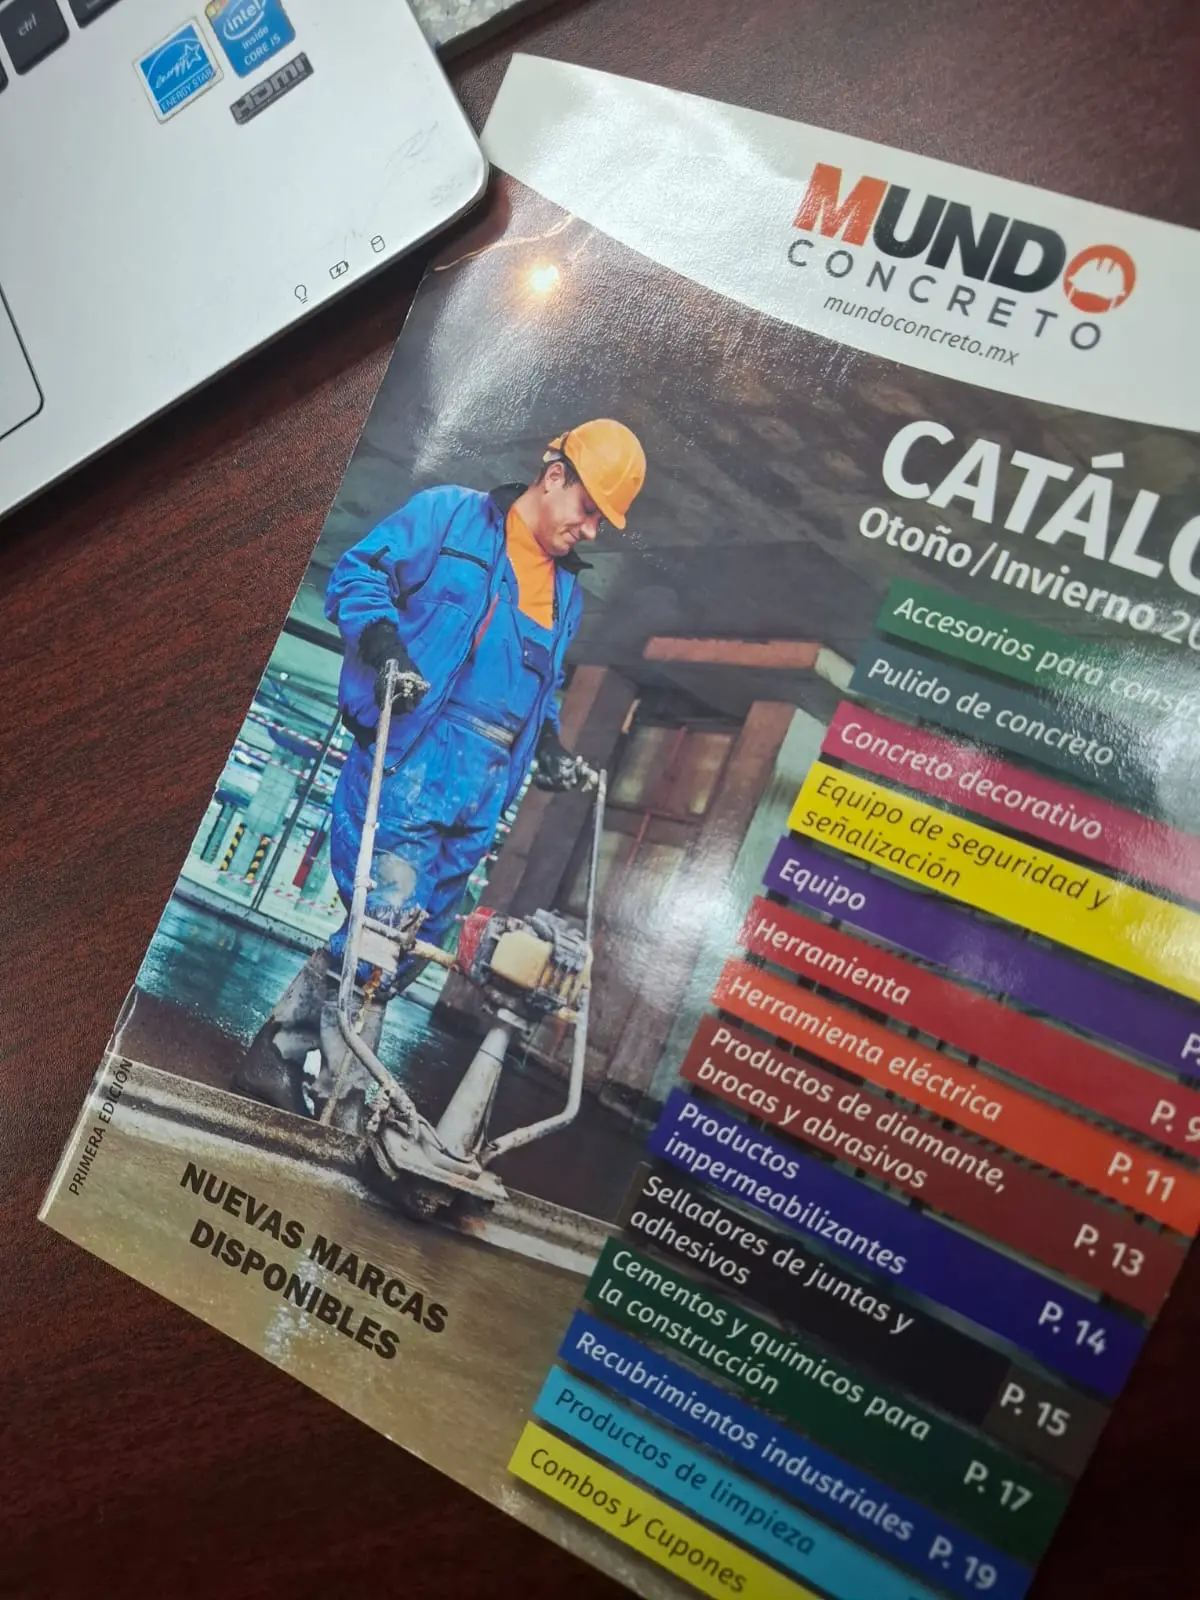 ctrl
ENERGY STAR
intel
inside
CORE i5
HDMI
MUNDO
CONCRETO
mundoconcreto.mx
CATÁLO
Otoño/Invierno 20
Accesorios para const
Pulido de concreto
Concreto decorativo
Equipo de seguridad y
señalización
Equipo
Herramienta
P. 9
Herramienta eléctrica
P. 11
Productos de diamante,
brocas y abrasivos
P. 13
Productos
impermeabilizantes
P. 14
Selladores de juntas y
adhesivos
P. 15
Cementos y químicos para
la construcción
P. 17
Recubrimientos industriales P. 19
Productos de limpieza
Combos y Cupones
PRIMERA EDICIÓN
NUEVAS MARCAS
DISPONIBLES